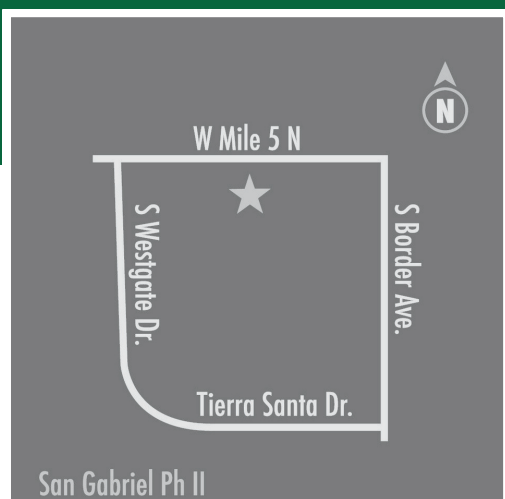 N
W Mile 5 N
S Westgate Dr.
S Border Ave.
Tierra Santa Dr.
San Gabriel Ph II